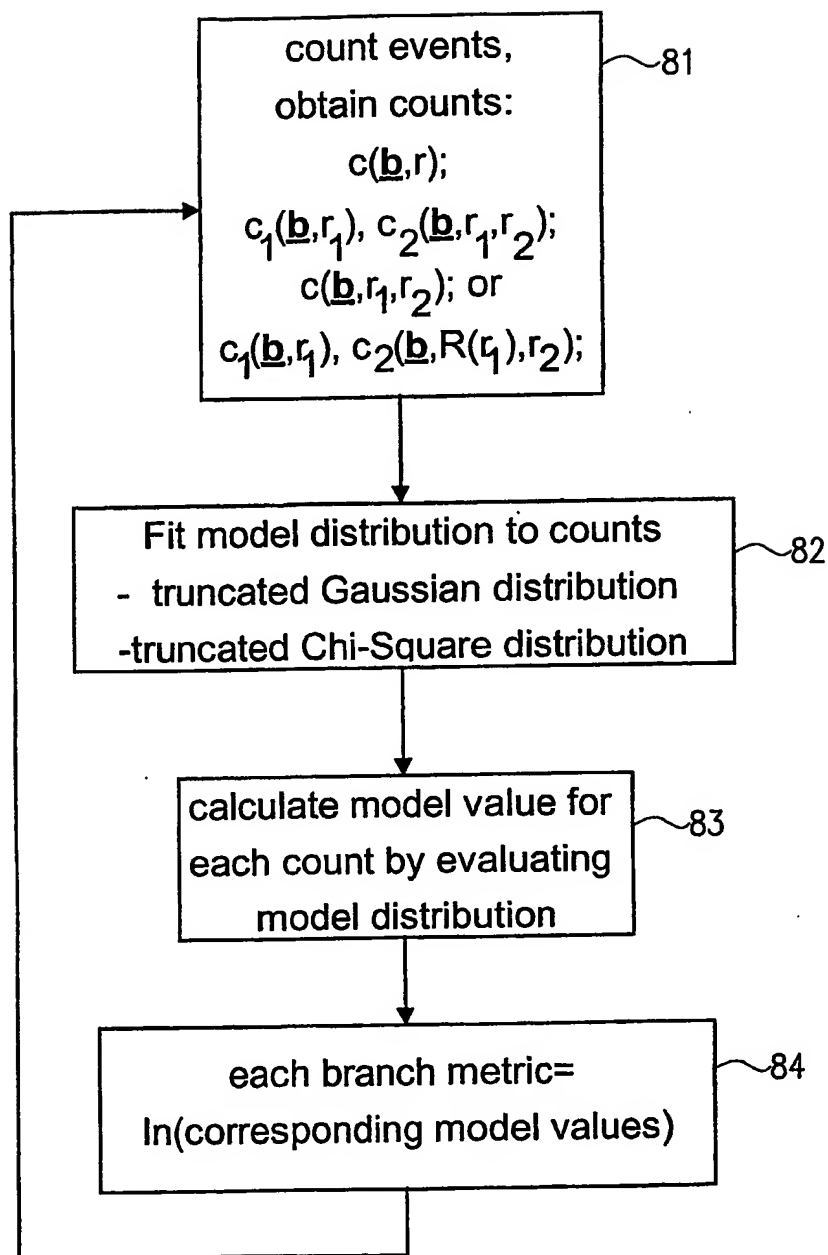 count events,
obtain counts:
c(b,r);
c₁(b,r₁), c₂(b,r₁,r₂);
c(b,r₁,r₂); or
c₁(b,r₁), c₂(b,R(r₁),r₂);
81
Fit model distribution to counts
- truncated Gaussian distribution
-truncated Chi-Square distribution
82
calculate model value for
each count by evaluating
model distribution
83
each branch metric=
ln(corresponding model values)
84